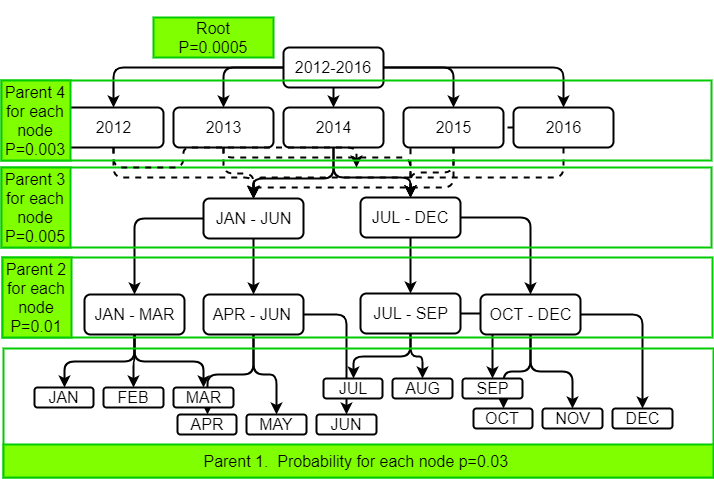 Root
P=0.0005
2012-2016
Parent 4
for each
node
P=0.003
2012
2013
2014
2015
2016
Parent 3
for each
node
P=0.005
JAN - JUN
JUL - DEC
Parent 2
for each
node
P=0.01
JAN - MAR
APR - JUN
JUL - SEP
OCT - DEC
JAN
FEB
MAR
JUL
AUG
SEP
APR
MAY
JUN
OCT
NOV
DEC
Parent 1.  Probability for each node p=0.03